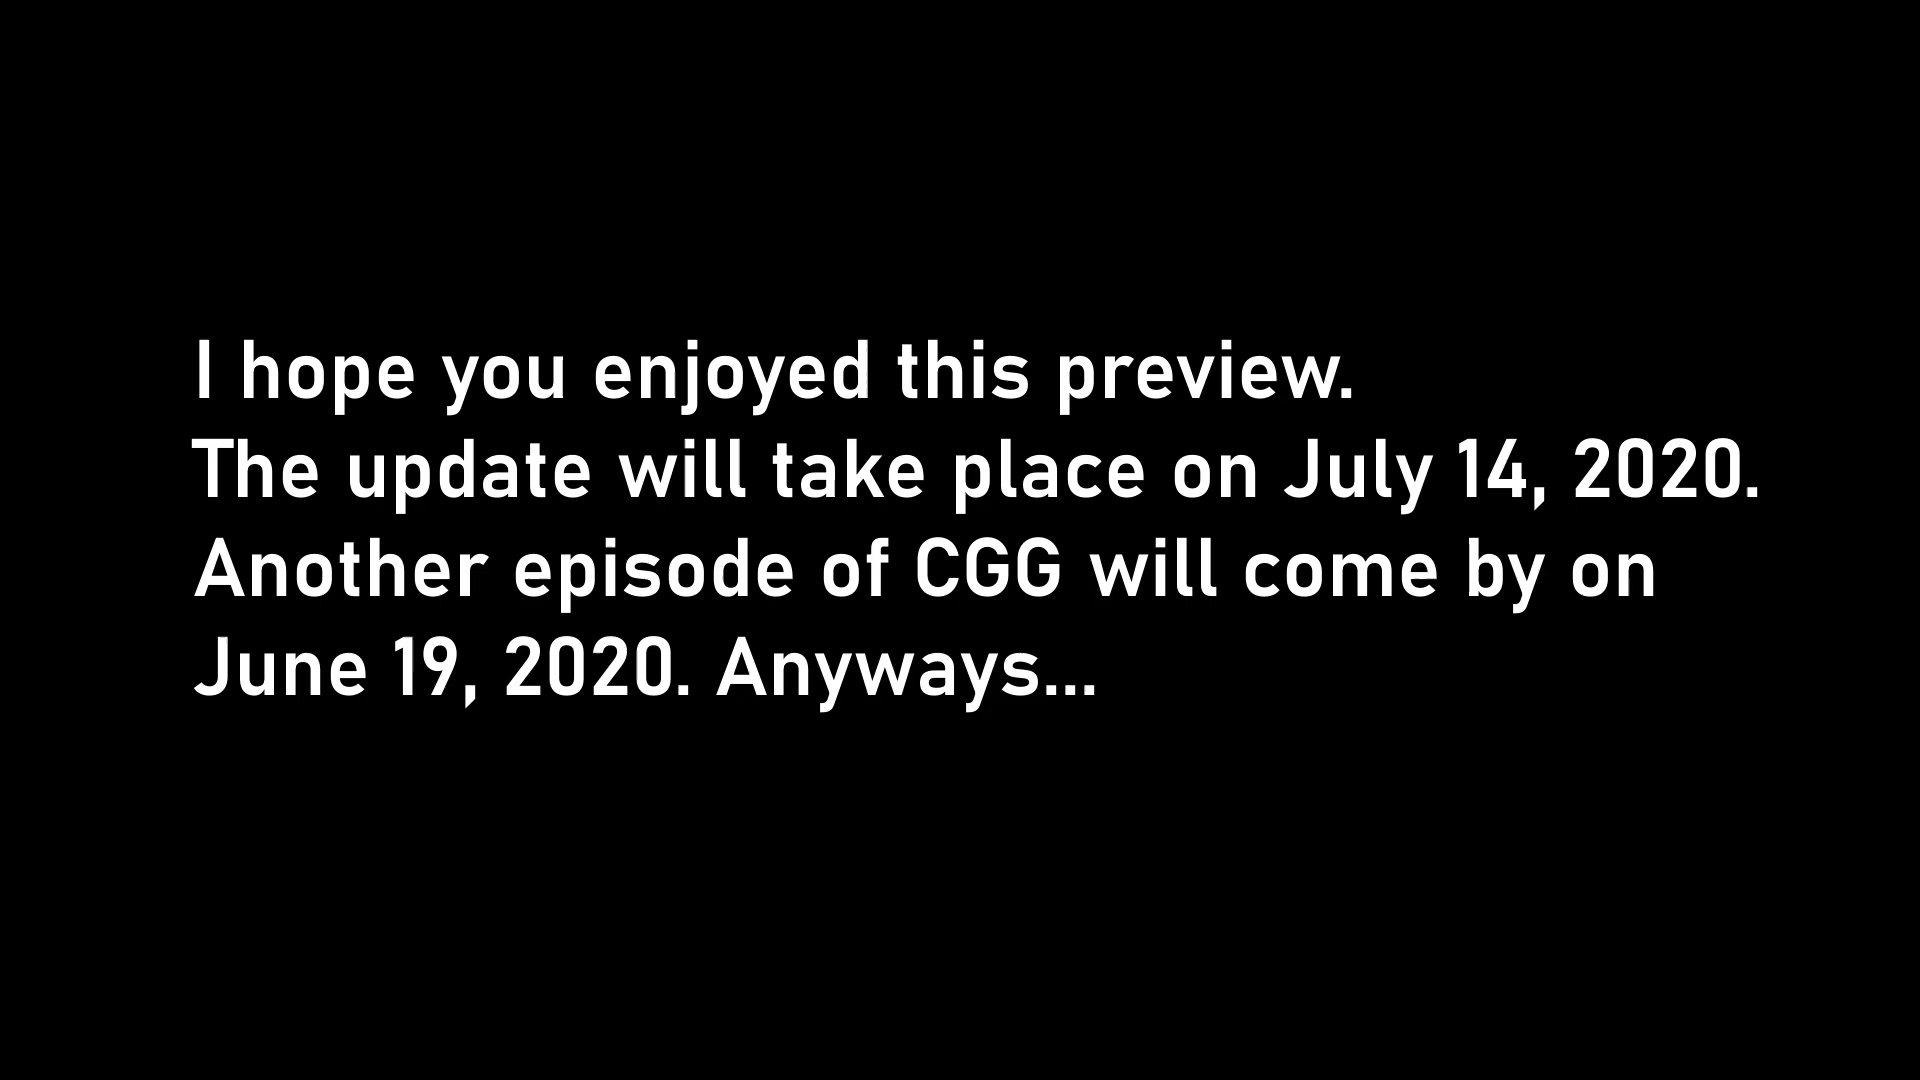 I hope you enjoyed this preview.
The update will take place on July 14, 2020.
Another episode of CGG will come by on
June 19, 2020. Anyways...